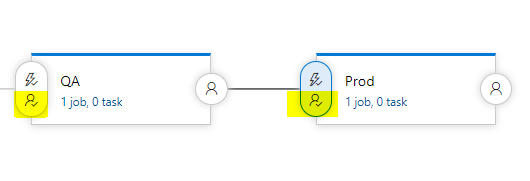 QA
1 job, 0 task
Prod
1 job, 0 task